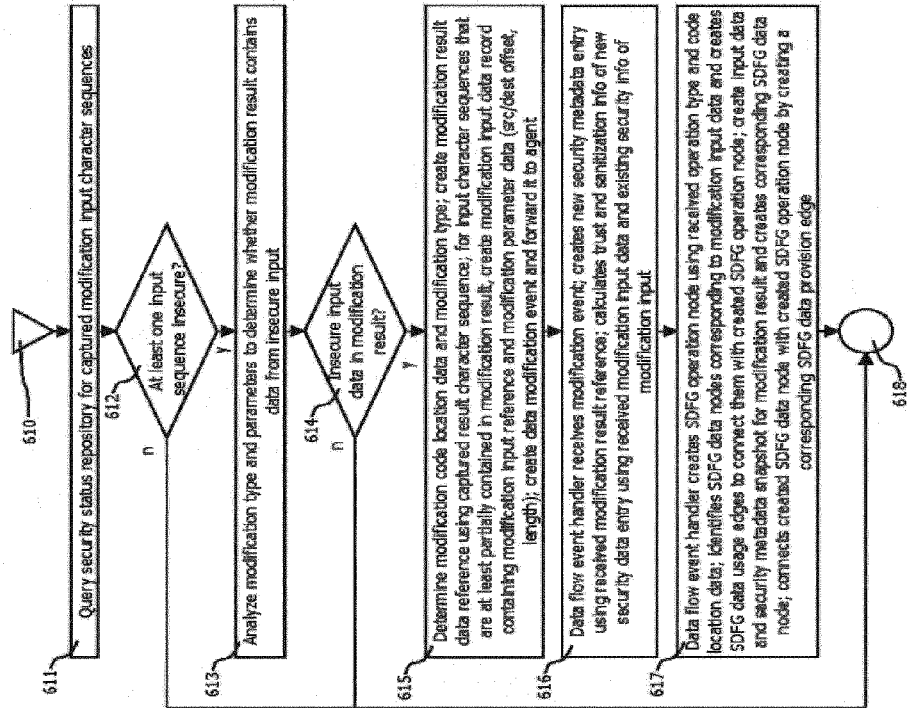 610
611
Query security status repository for captured modification input character sequences
612
At least one input
sequence insecure?
n
y
613
Analyze modification type and parameters to determine whether modification result contains
data from insecure input
614
Insecure input
data in modification
result?
n
y
615
Determine modification code location data and modification type; create modification result
data reference using captured result character sequence; for input character sequences that
are at least partially contained in modification result, create modification input data record
containing modification input reference and modification parameter data (src/dest offset,
length); create data modification event and forward it to agent
616
Data flow event handler receives modification event; creates new security metadata entry
using received modification result reference; calculates trust and sanitization info of new
security data entry using received modification input data and existing security info of
modification input
617
Data flow event handler creates SDFG operation node using received operation type and code
location data; identifies SDFG data nodes corresponding to modification input data and creates
SDFG data usage edges to connect them with created SDFG operation node; create input data
and security metadata snapshot for modification result and creates corresponding SDFG data
node; connects created SDFG data node with created SDFG operation node by creating a
corresponding SDFG data provision edge
618